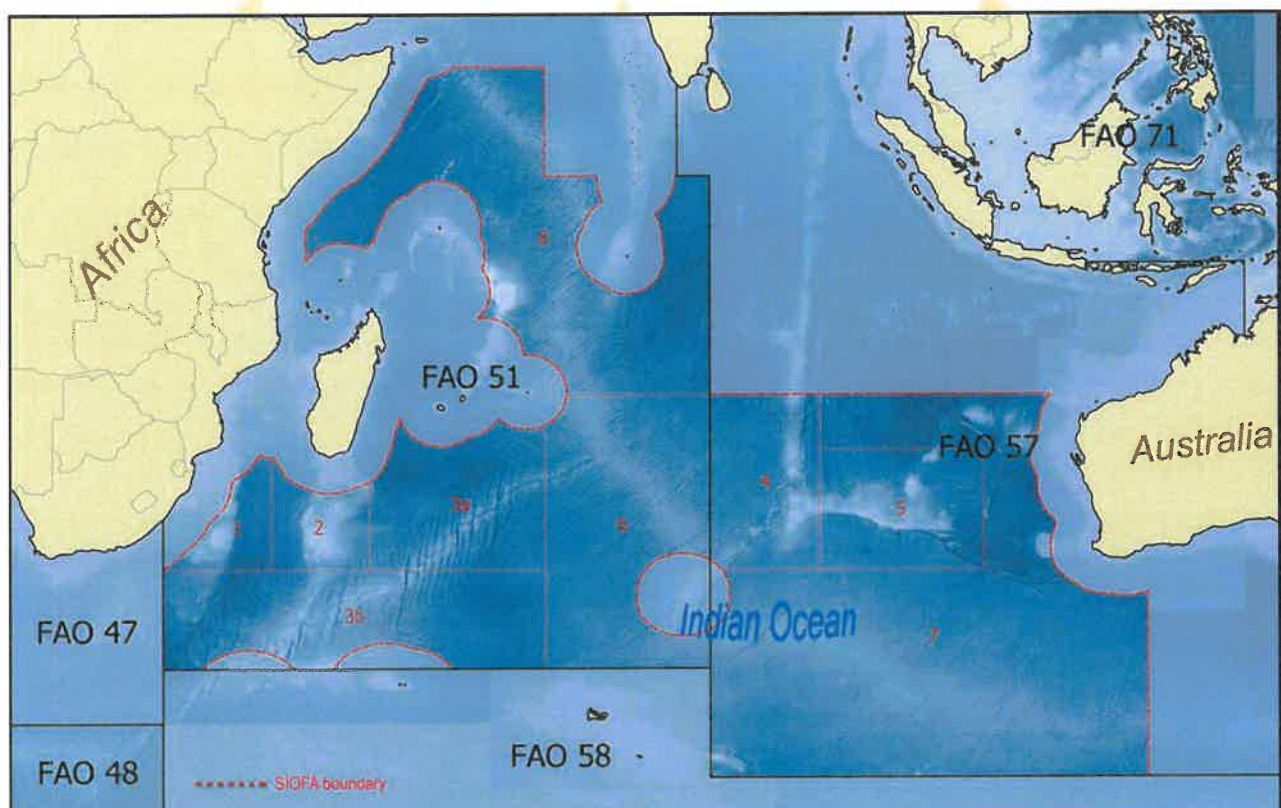 FAO 71
Africa
8
FAO 51
FAO 57
Australia
1
2
3a
4
5
6
3b
Indian Ocean
7
FAO 47
FAO 58
FAO 48
SIOFA boundary